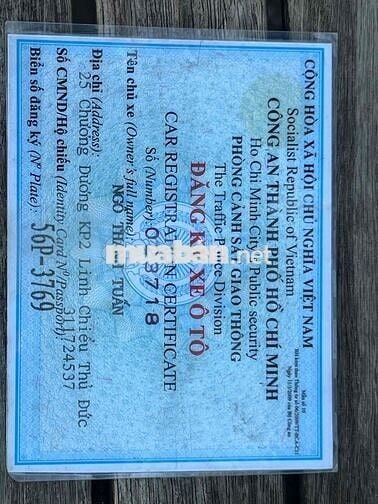 CỘNG HÒA XÃ HỘI CHỦ NGHĨA VIỆT NAM
Socialist Republic of Vietnam
CÔNG AN THÀNH PHỐ HỒ CHÍ MINH
Ho Chi Minh City of Public security
PHÒNG CẢNH SÁT GIAO THÔNG
The Traffic Police Division
ĐĂNG KÝ XE Ô TÔ
CAR REGISTRATION CERTIFICATE
Số (Number)
Tên chủ xe (Owner's full name)
NGÔ TUẤN
Địa chỉ (Address):
25 Chương Dương KP2 Linh Chiểu Thủ Đức
Số CMND/Hộ chiếu (Identity Card Nº/Passport):
Biển số đăng ký (Nº Plate): 56P-3769
muaban.net